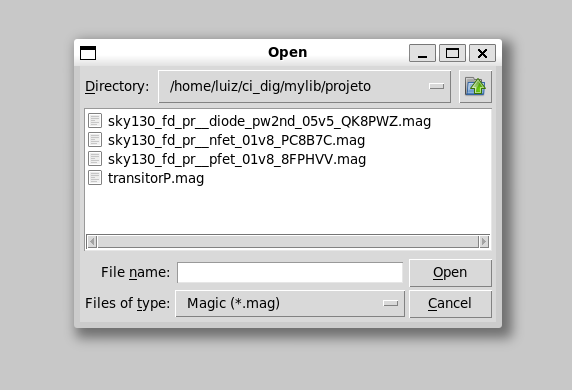 Open
Directory: /home/luiz/ci_dig/mylib/projeto
sky130_fd_pr__diode_pw2nd_05v5_QK8PWZ.mag
sky130_fd_pr__nfet_01v8_PC8B7C.mag
sky130_fd_pr__pfet_01v8_8FPHVV.mag
transitorP.mag
File name: Open
Files of type: Magic (*.mag) Cancel